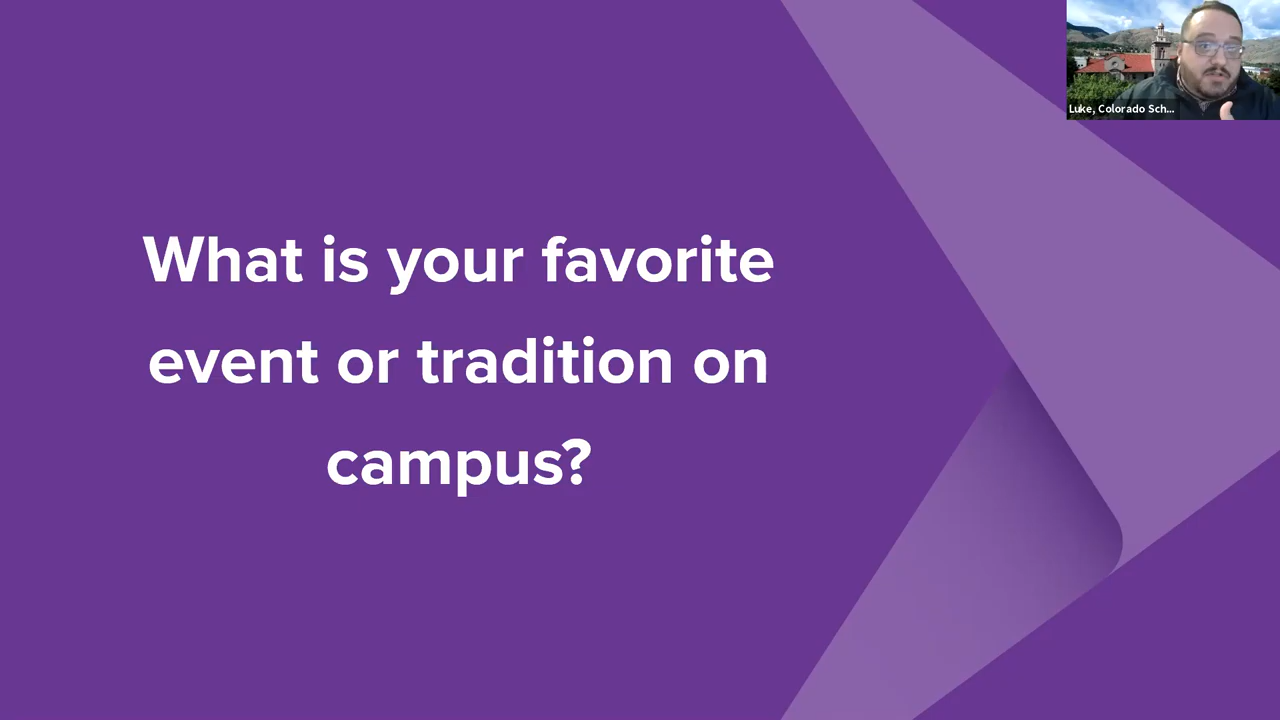 Luke, Colorado Sch...
What is your favorite
event or tradition on
campus?